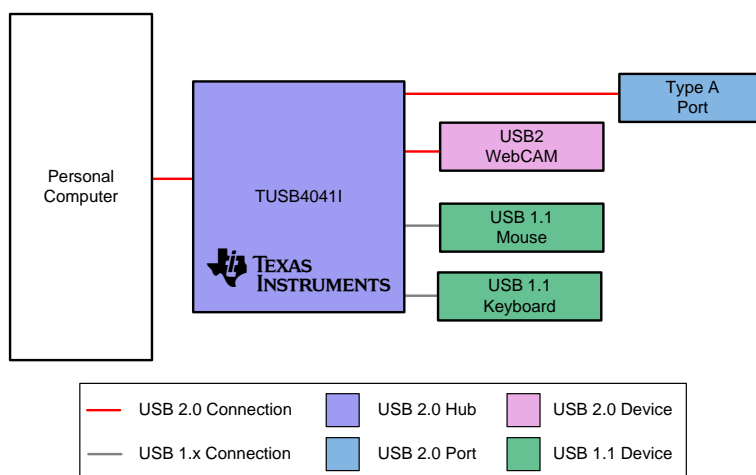 Personal
Computer
TUSB4041I
TEXAS
INSTRUMENTS
Type A
Port
USB2
WebCAM
USB 1.1
Mouse
USB 1.1
Keyboard
USB 2.0 Connection
USB 2.0 Hub
USB 2.0 Device
USB 1.x Connection
USB 2.0 Port
USB 1.1 Device